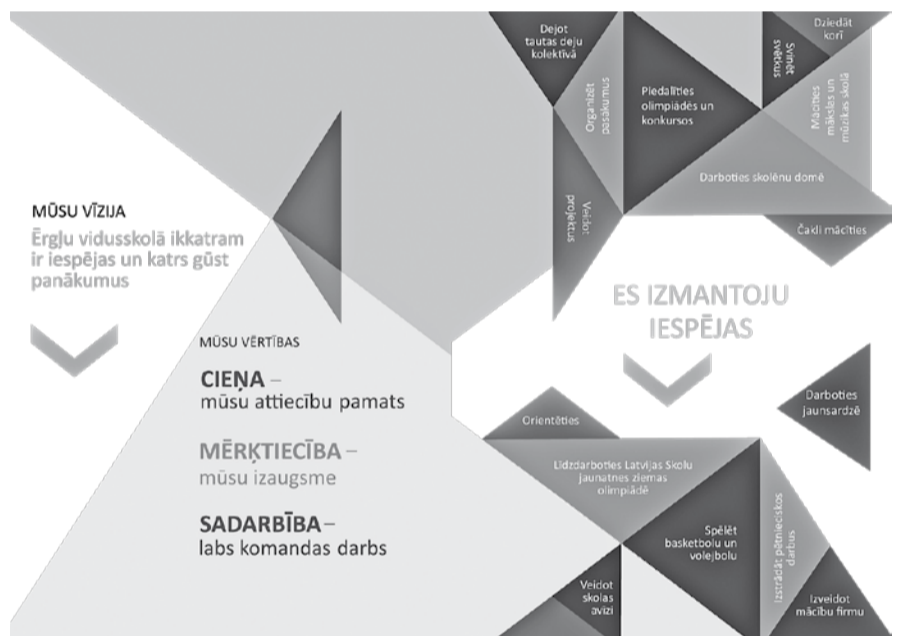 MŪSU VĪZIJA
Ērgļu vidusskolā ikkatram
ir iespējas un katrs gūst
panākumus
MŪSU VĒRTĪBAS
CIEŅA –
mūsu attiecību pamats
MĒRĶTIECĪBA –
mūsu izaugsme
SADARBĪBA –
labs komandas darbs
Dejot
tautas deju
kolektīvā
Organizēt
pasākumus
Piedalīties
olimpiādēs un
konkursos
Svinēt
svētkus
Dziedāt
korī
Mācīties
mākslas un
mūzikas skolā
Darboties skolēnu domē
Veidot
projektus
Čakli mācīties
ES IZMANTOJU
IESPĒJAS
Darboties
jaunsardzē
Orientēties
Līdzdarboties Latvijas Skolu
jaunatnes ziemas
olimpiādē
Spēlēt
basketbolu un
volejbolu
Izstrādāt pētnieciskos
darbus
Veidot
skolas
avīzi
Izveidot
mācību firmu